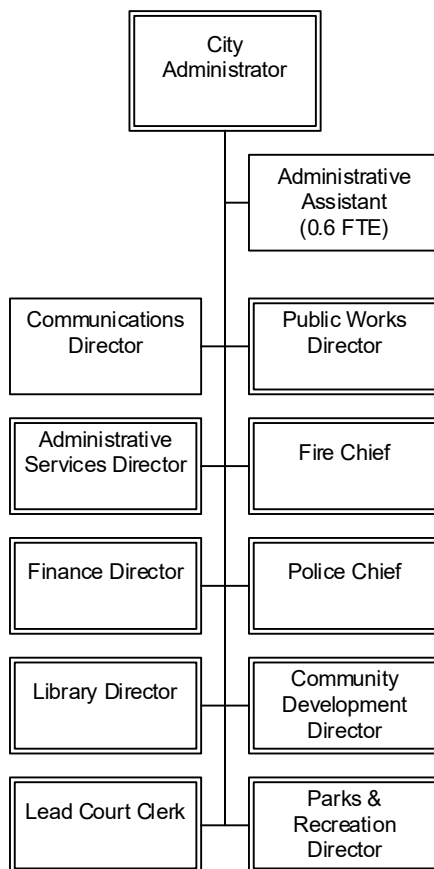 City
Administrator
Administrative
Assistant
(0.6 FTE)
Communications
Director
Public Works
Director
Administrative
Services Director
Fire Chief
Finance Director
Police Chief
Library Director
Community
Development
Director
Lead Court Clerk
Parks &
Recreation
Director